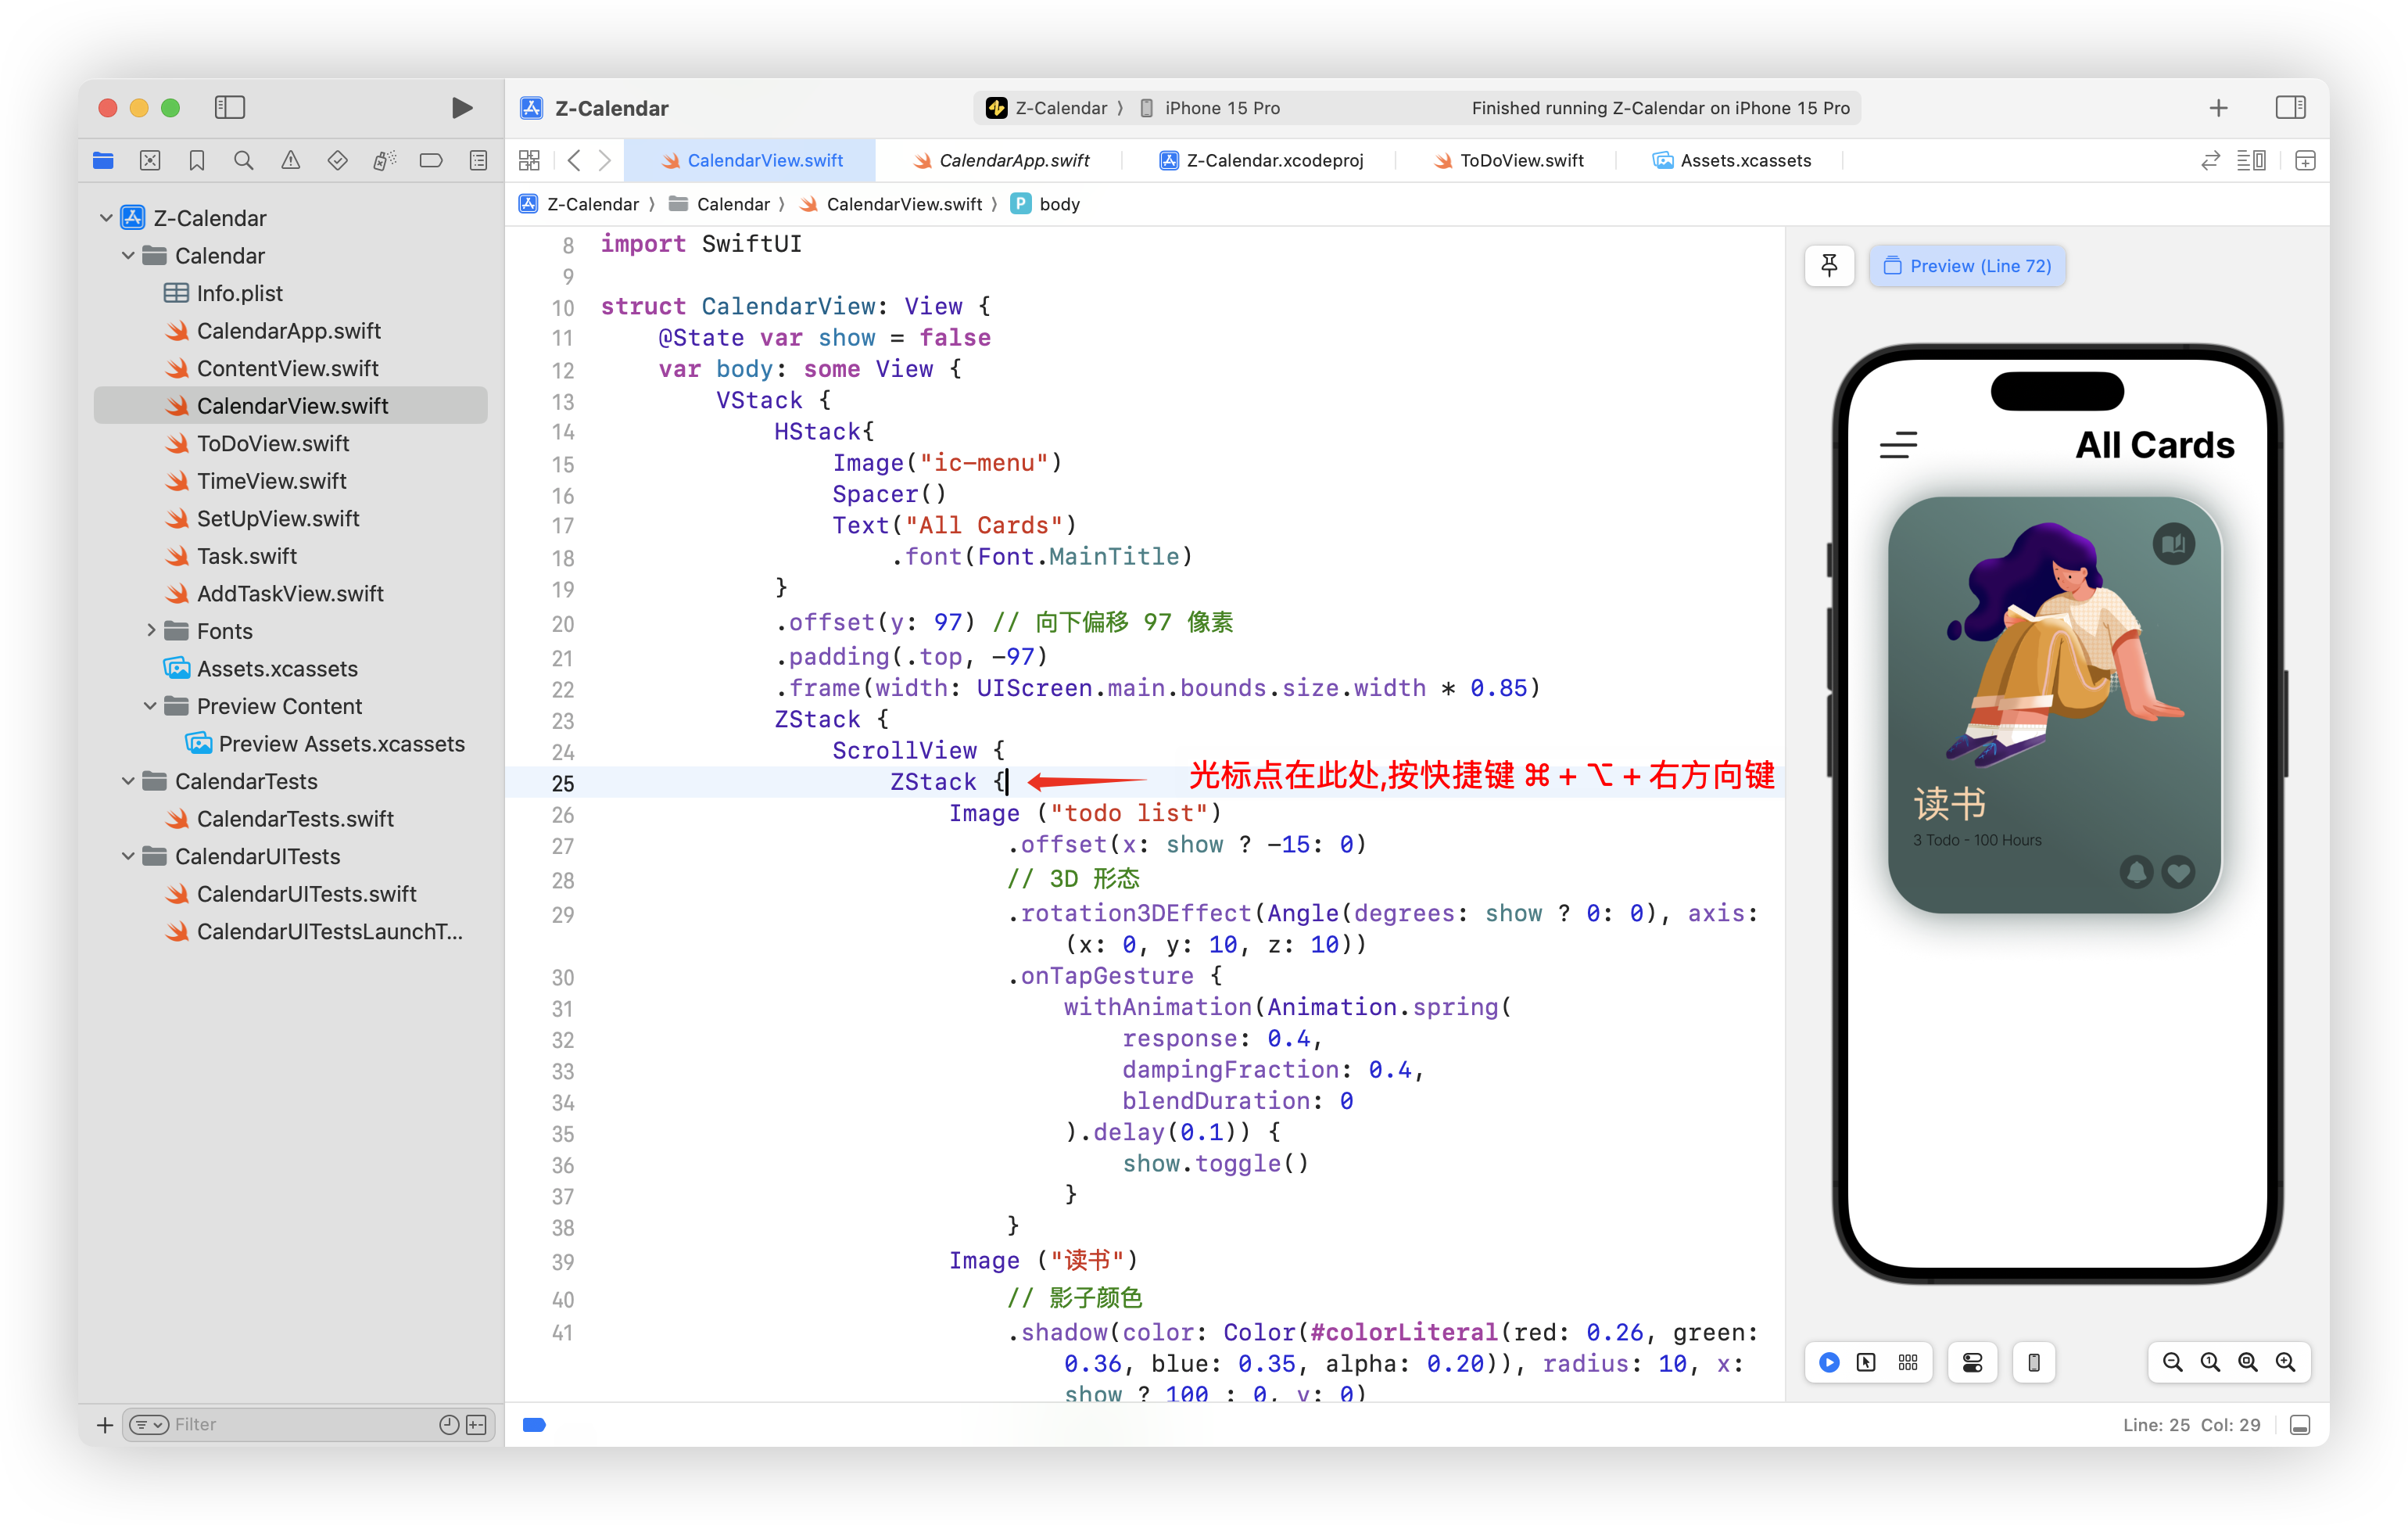 Z-Calendar
Z-Calendar 〉 iPhone 15 Pro
Finished running Z-Calendar on iPhone 15 Pro
CalendarView.swift
CalendarApp.swift
Z-Calendar.xcodeproj
ToDoView.swift
Assets.xcassets
Z-Calendar 〉 Calendar 〉 CalendarView.swift 〉 P body
Z-Calendar
Calendar
Info.plist
CalendarApp.swift
ContentView.swift
CalendarView.swift
ToDoView.swift
TimeView.swift
SetUpView.swift
Task.swift
AddTaskView.swift
Fonts
Assets.xcassets
Preview Content
Preview Assets.xcassets
CalendarTests
CalendarTests.swift
CalendarUITests
CalendarUITests.swift
CalendarUITestsLaunchT...
Filter
8 import SwiftUI
9
10 struct CalendarView: View {
11 @State var show = false
12 var body: some View {
13 VStack {
14 HStack{
15 Image("ic-menu")
16 Spacer()
17 Text("All Cards")
18 .font(Font.MainTitle)
19 }
20 .offset(y: 97) // 向下偏移 97 像素
21 .padding(.top, -97)
22 .frame(width: UIScreen.main.bounds.size.width * 0.85)
23 ZStack {
24 ScrollView {
25 ZStack { 光标点在此处,按快捷键 ⌘ + ⌥ + 右方向键
26 Image ("todo list")
27 .offset(x: show ? -15: 0)
28 // 3D 形态
29 .rotation3DEffect(Angle(degrees: show ? 0: 0), axis:
(x: 0, y: 10, z: 10))
30 .onTapGesture {
31 withAnimation(Animation.spring(
32 response: 0.4,
33 dampingFraction: 0.4,
34 blendDuration: 0
35 ).delay(0.1)) {
36 show.toggle()
37 }
38 }
39 Image ("读书")
40 // 影子颜色
41 .shadow(color: Color(#colorLiteral(red: 0.26, green:
0.36, blue: 0.35, alpha: 0.20)), radius: 10, x:
show ? 100 : 0, y: 0)
Preview (Line 72)
All Cards
读书
3 Todo - 100 Hours
Line: 25 Col: 29